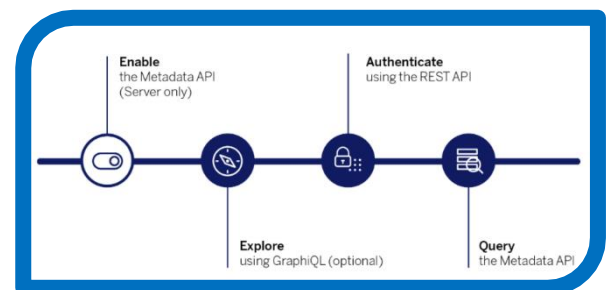 Enable
the Metadata API
(Server only)
Authenticate
using the REST API
Explore
using GraphiQL (optional)
Query
the Metadata API